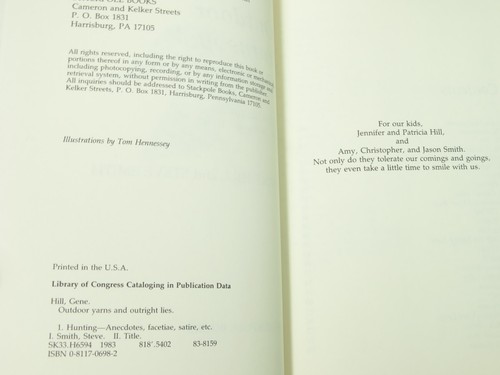 BOOKS
Cameron and Kelker Streets
P. O. Box 1831
Harrisburg, PA 17105
All rights reserved, including the right to reproduce this book or
portions thereof in any form or by any means, electronic or mechanical
including photocopying, recording, or by any information storage and
retrieval system, without permission in writing from the publisher.
All inquiries should be addressed to Stackpole Books, Cameron and
Kelker Streets, P. O. Box 1831, Harrisburg, Pennsylvania 17105.
Illustrations by Tom Hennessey
Printed in the U.S.A.
Library of Congress Cataloging in Publication Data
Hill, Gene.
Outdoor yarns and outright lies.
1. Hunting—Anecdotes, facetiae, satire, etc.
I. Smith, Steve. II. Title.
SK33.H6594 1983 818'.5402 83-8159
ISBN 0-8117-0698-2
For our kids,
Jennifer and Patricia Hill,
and
Amy, Christopher, and Jason Smith.
Not only do they tolerate our comings and goings,
they even take a little time to smile with us.